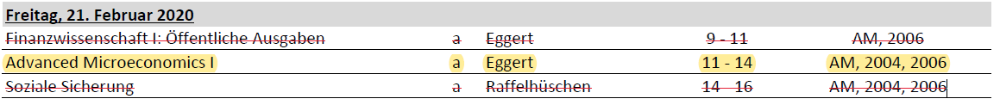 Freitag, 21. Februar 2020
Finanzwissenschaft I: Öffentliche Ausgaben a Eggert 9 - 11 AM, 2006
Advanced Microeconomics I a Eggert 11 - 14 AM, 2004, 2006
Soziale Sicherung a Raffelhüschen 14 - 16 AM, 2004, 2006